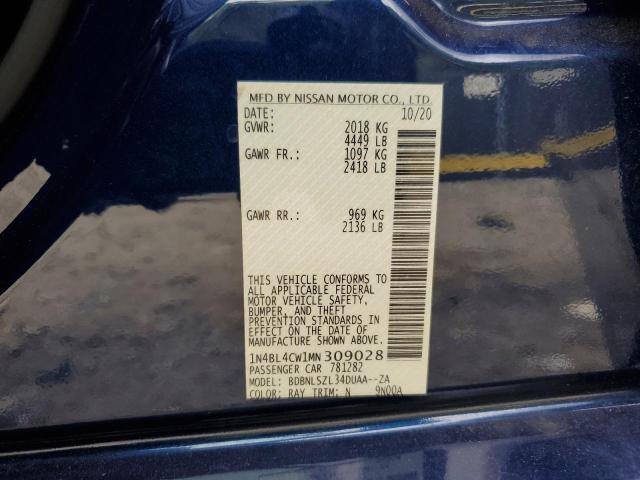 MFD BY NISSAN MOTOR CO., LTD.
DATE: 10/20
GVWR: 2018 KG
4449 LB
GAWR FR.: 1097 KG
2418 LB
GAWR RR.: 969 KG
2136 LB
THIS VEHICLE CONFORMS TO
ALL APPLICABLE FEDERAL
MOTOR VEHICLE SAFETY,
BUMPER, AND THEFT
PREVENTION STANDARDS IN
EFFECT ON THE DATE OF
MANUFACTURE SHOWN ABOVE.
1N4BL4CW1MN309028
PASSENGER CAR 781282
MODEL: BDBNLSZL34DUAA--ZA
COLOR: RAY TRIM: N 9N00A